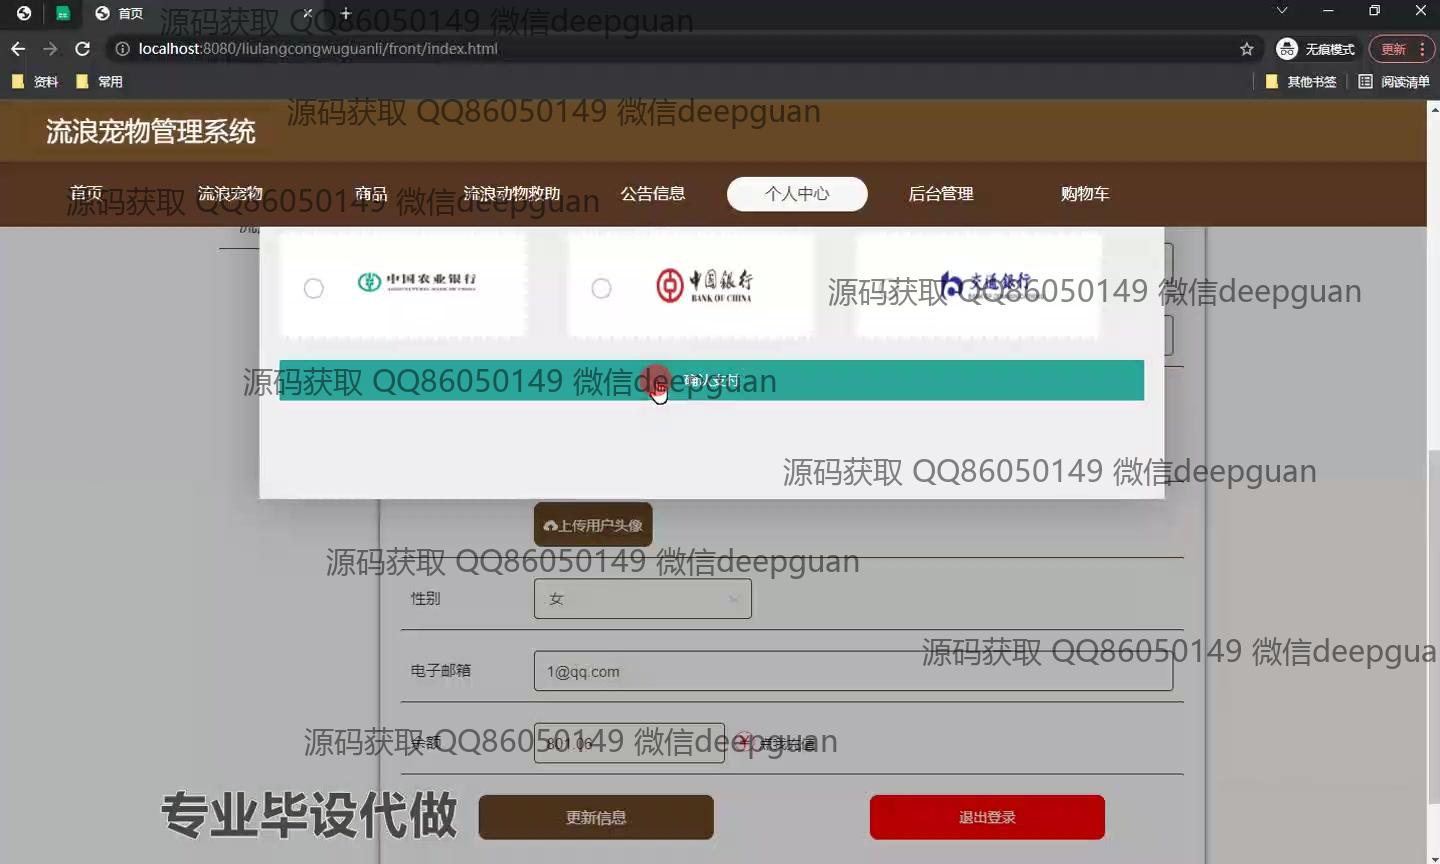 首页
源码获取 QQ86050149 微信deepguan
localhost:8080/liulangcongwuguanli/front/index.html
无痕模式
更新
资料
常用
其他书签
阅读清单
源码获取 QQ86050149 微信deepguan
流浪宠物管理系统
首页
流浪宠物
商品
流浪动物救助
公告信息
个人中心
后台管理
购物车
源码获取 QQ86050149 微信deepguan
中国农业银行
AGRICULTURAL BANK OF CHINA
中国银行
BANK OF CHINA
交通银行
源码获取 QQ86050149 微信deepguan
确认支付
源码获取 QQ86050149 微信deepguan
源码获取 QQ86050149 微信deepguan
上传用户头像
源码获取 QQ86050149 微信deepguan
性别
女
源码获取 QQ86050149 微信deepgua
电子邮箱
1@qq.com
源码获取 QQ86050149 微信deepguan
余额
801.06
点我充值
专业毕设代做
更新信息
退出登录